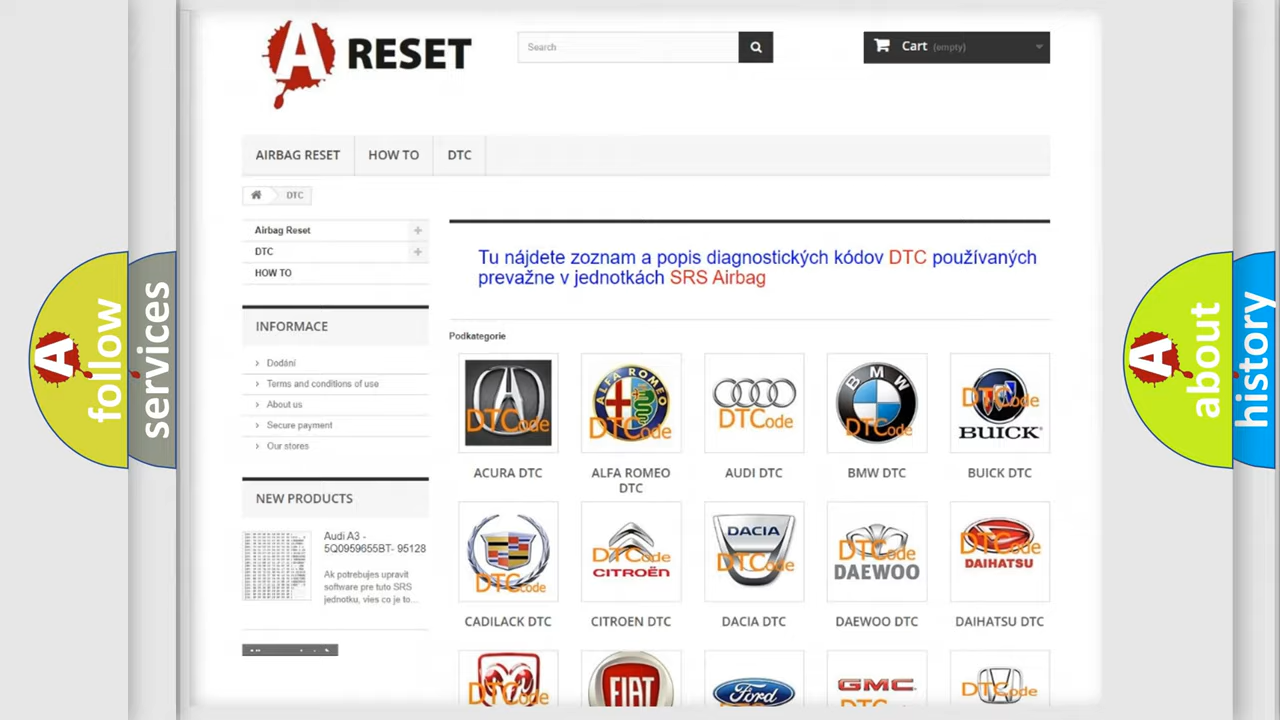 A RESET
Search
Cart (empty)
AIRBAG RESET
HOW TO
DTC
DTC
Airbag Reset
DTC
HOW TO
INFORMACE
Dodání
Terms and conditions of use
About us
Secure payment
Our stores
NEW PRODUCTS
Audi A3 -
5Q0959655BT- 95128
Ak potrebujes upravit
software pre tuto SRS
jednotku, vies co je to...
Tu nájdete zoznam a popis diagnostických kódov DTC používaných
prevažne v jednotkách SRS Airbag
Podkategorie
DTCode
ALFA ROMEO
DTCode
DTCode
BMW
DTCode
DTCode
BUICK
ACURA DTC
ALFA ROMEO
DTC
AUDI DTC
BMW DTC
BUICK DTC
DTCode
DTCode
CITROËN
DACIA
DTCode
DTCode
DAEWOO
DTCode
DAIHATSU
CADILACK DTC
CITROEN DTC
DACIA DTC
DAEWOO DTC
DAIHATSU DTC
DTCode
FIAT
Ford
GMC
DTCode
A follow
services
A about
history